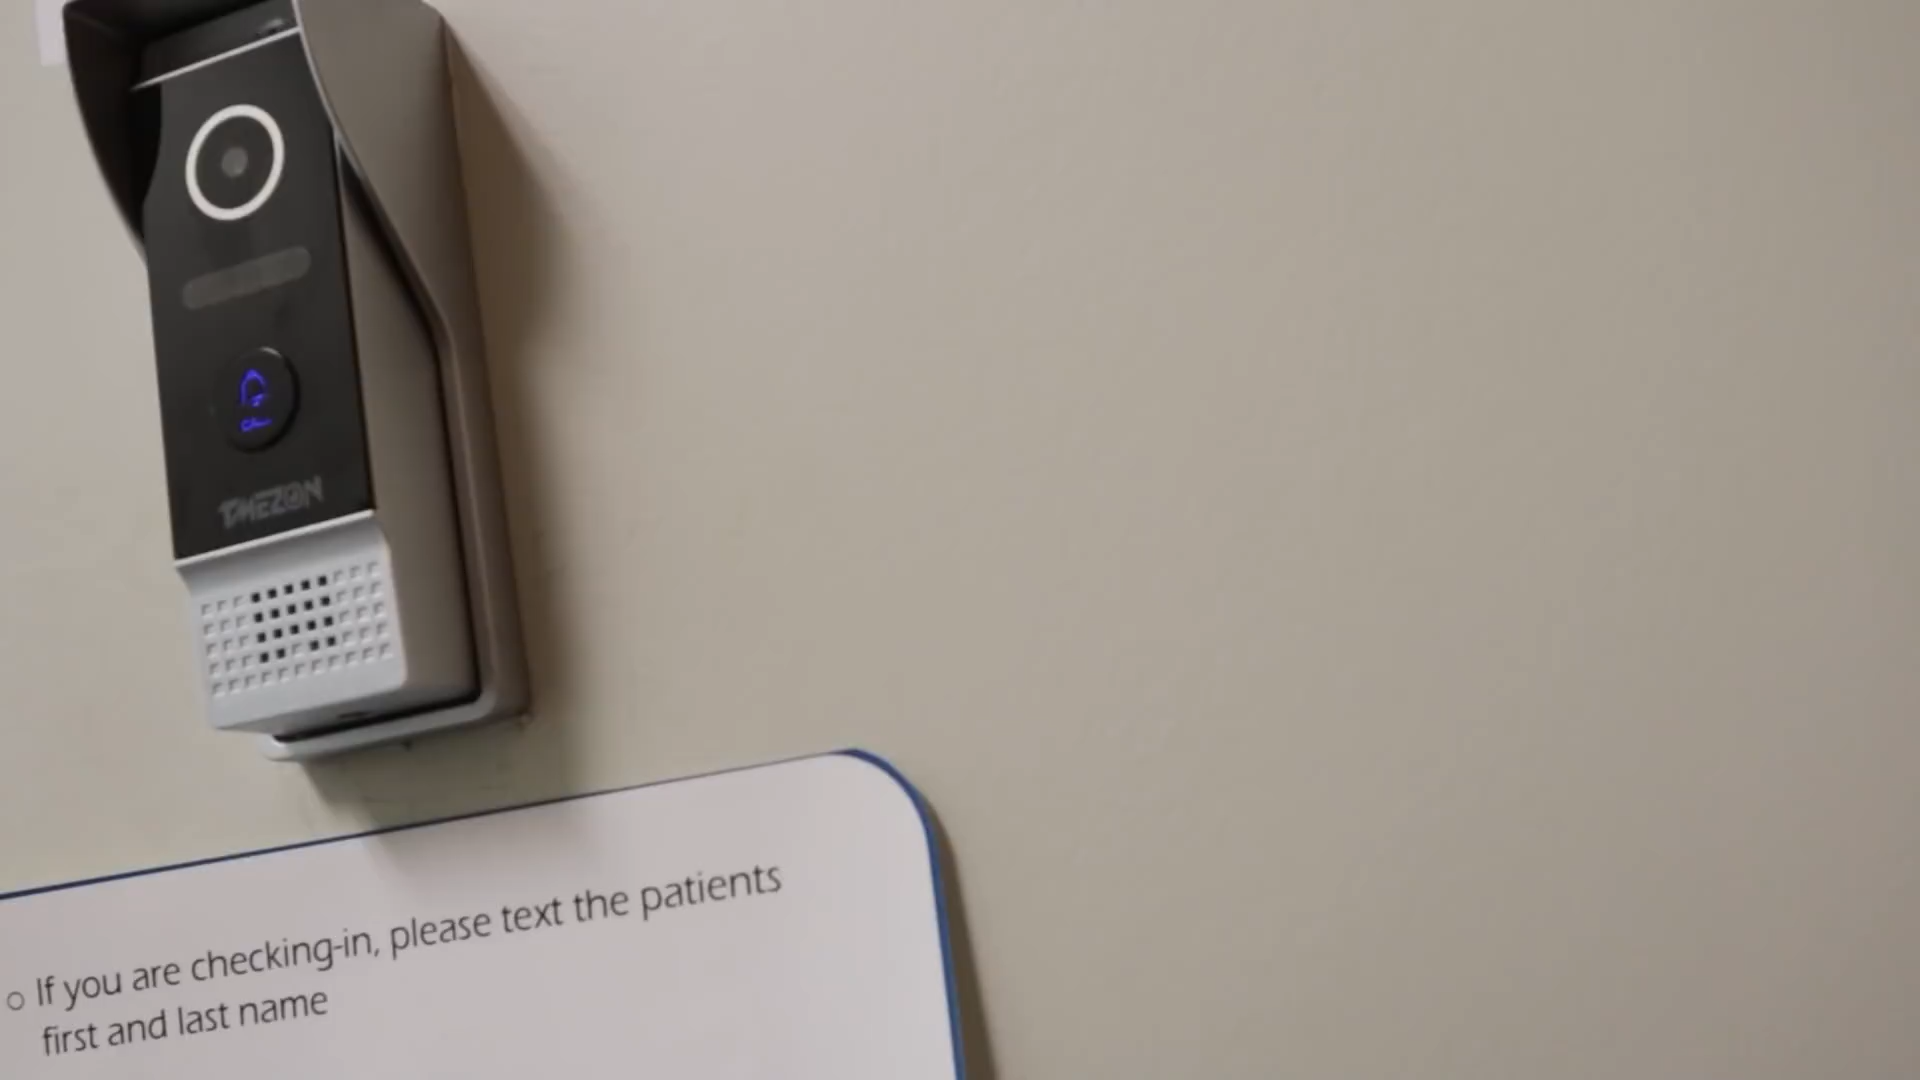 TMEZON
○ If you are checking-in, please text the patients
first and last name